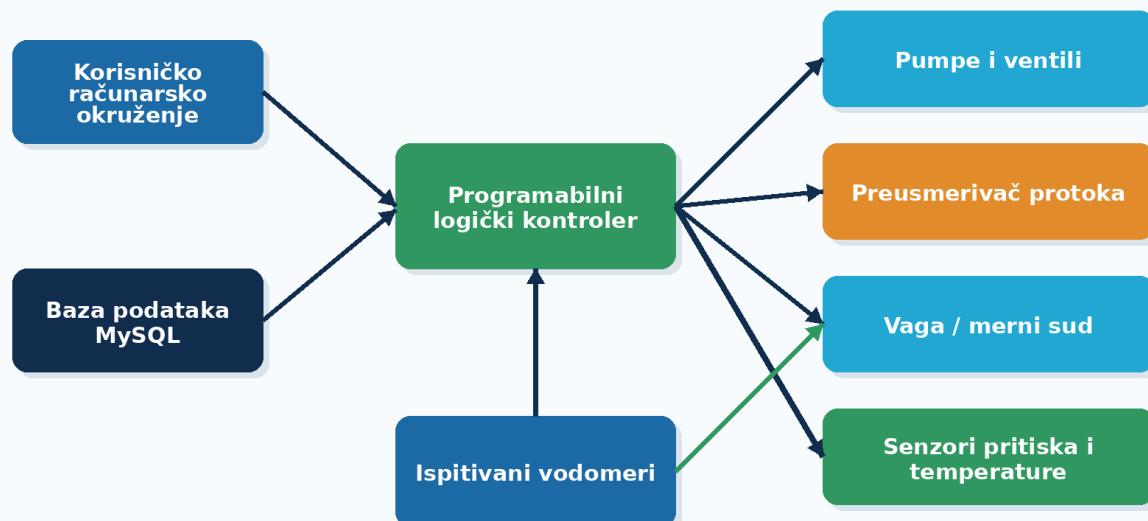 Korisničko
računarsko
okruženje
Baza podataka
MySQL
Programabilni
logički kontroler
Ispitivani vodomeri
Pumpe i ventili
Preusmerivač protoka
Vaga / merni sud
Senzori pritiska i
temperature